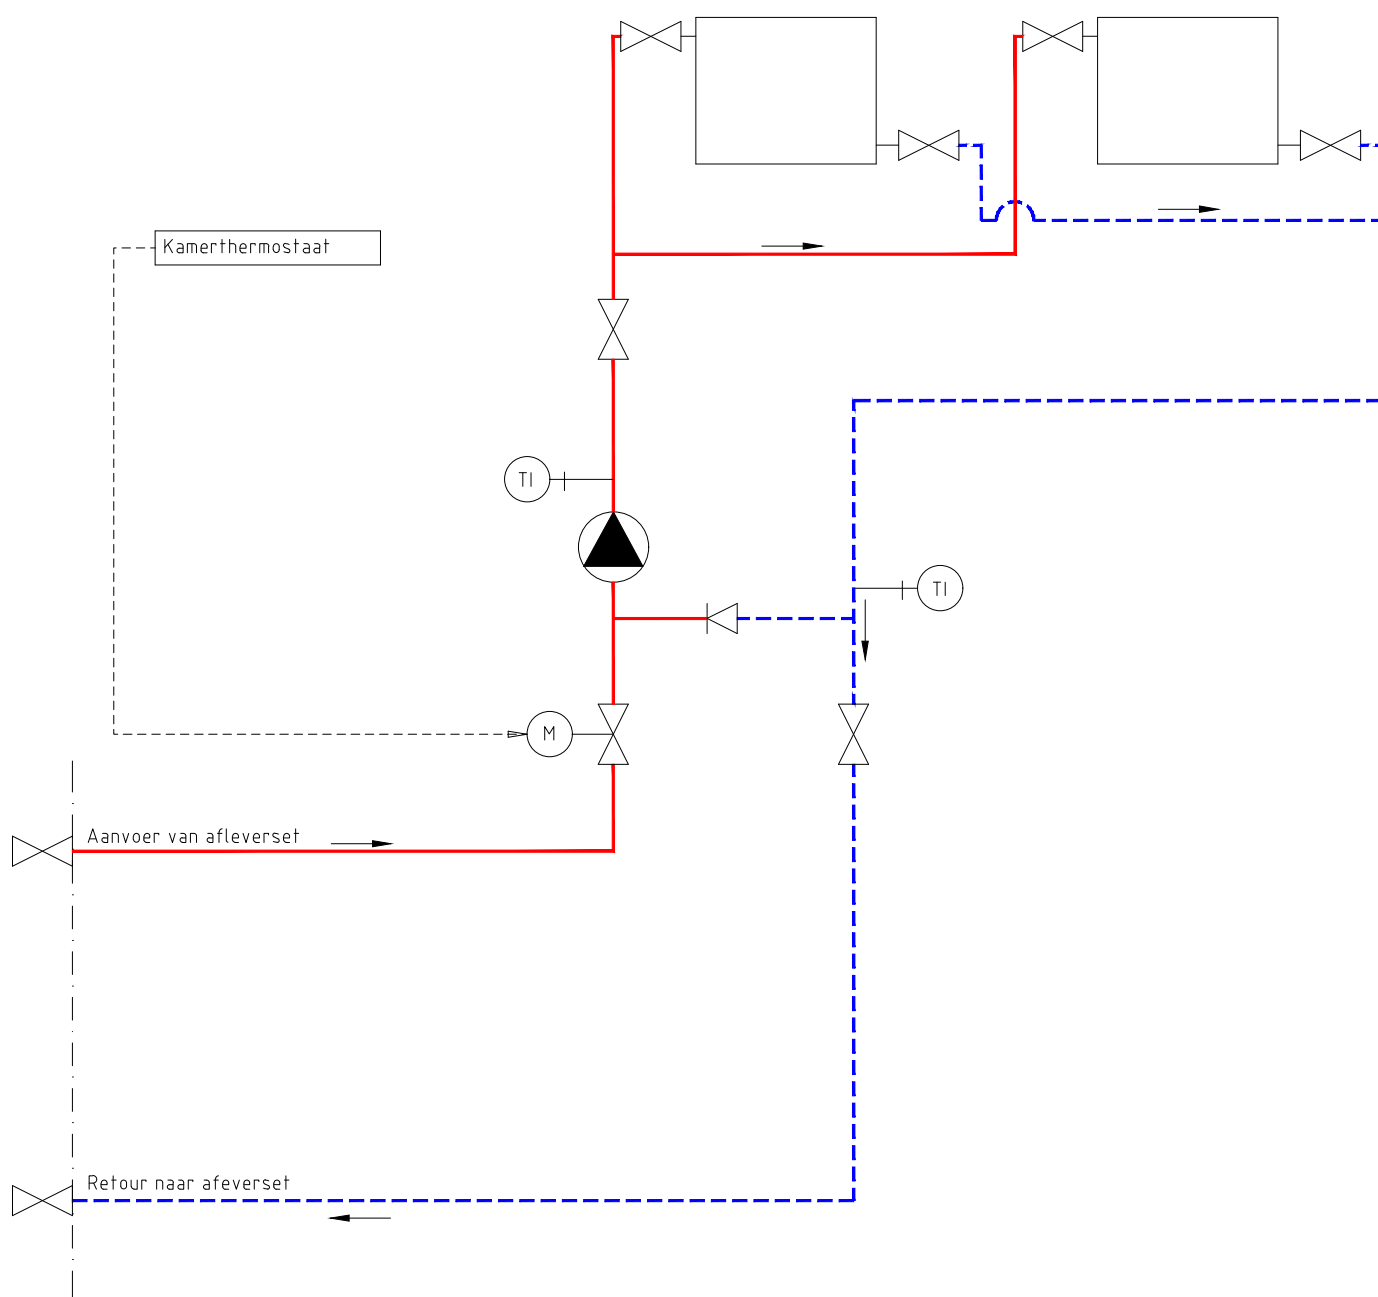 Kamerthermostaat
TI
TI
M
Aanvoer van afleverset
Retour naar afeverset